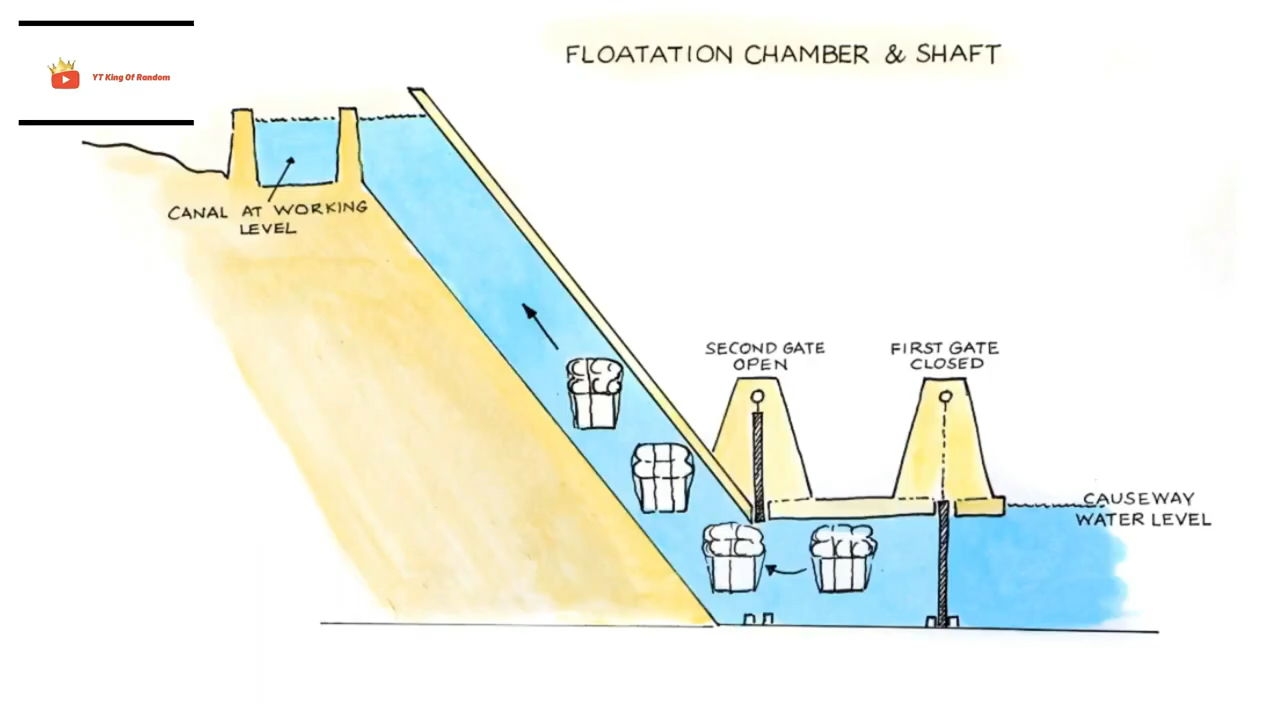 FLOATATION CHAMBER & SHAFT
YT King Of Random
CANAL AT WORKING
LEVEL
SECOND GATE
OPEN
FIRST GATE
CLOSED
CAUSEWAY
WATER LEVEL